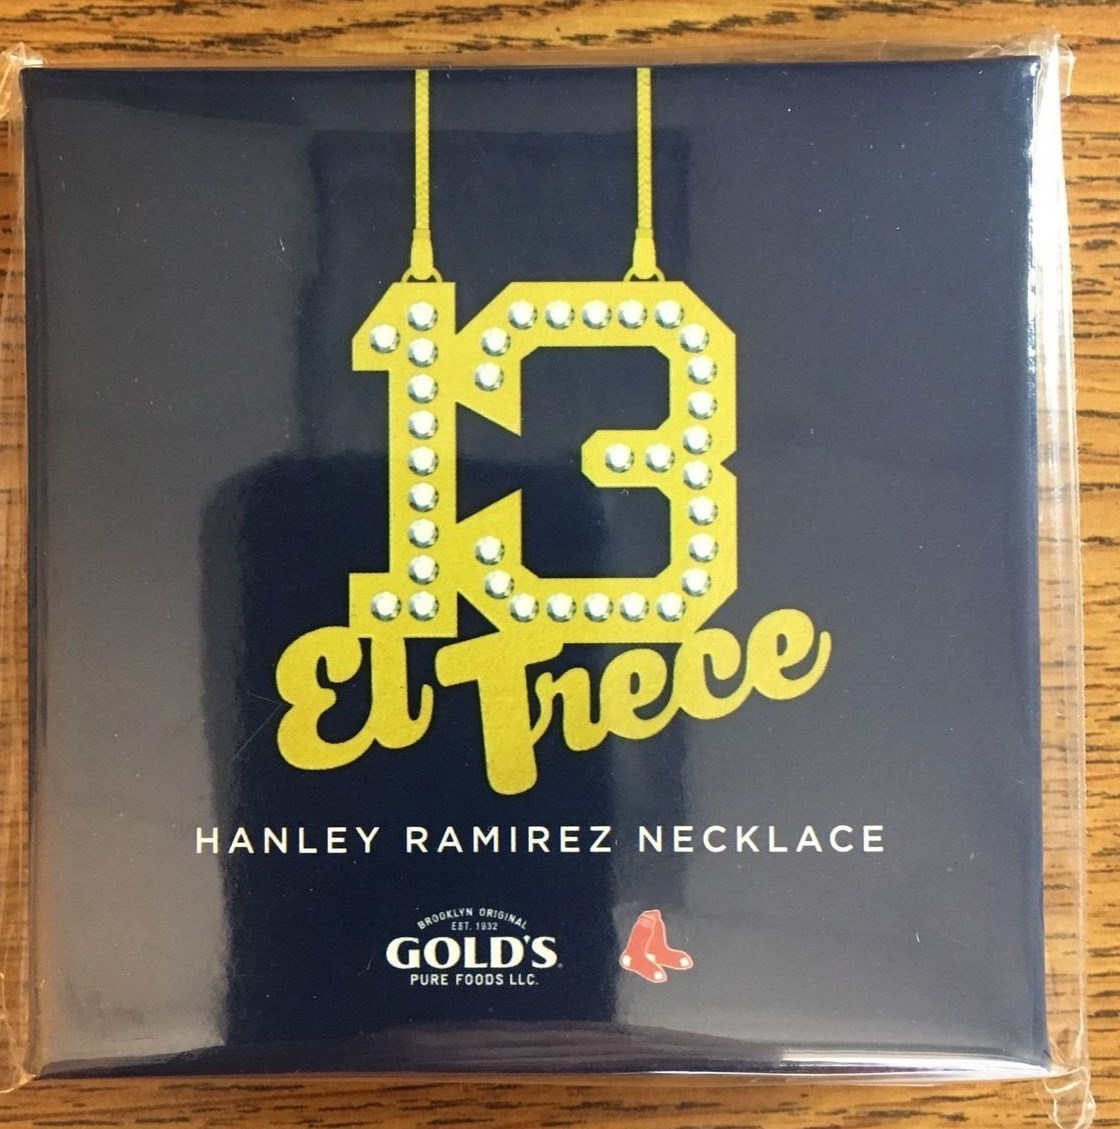 13
El Trece
HANLEY RAMIREZ NECKLACE
BROOKLYN ORIGINAL
EST. 1932
GOLD'S
PURE FOODS LLC.